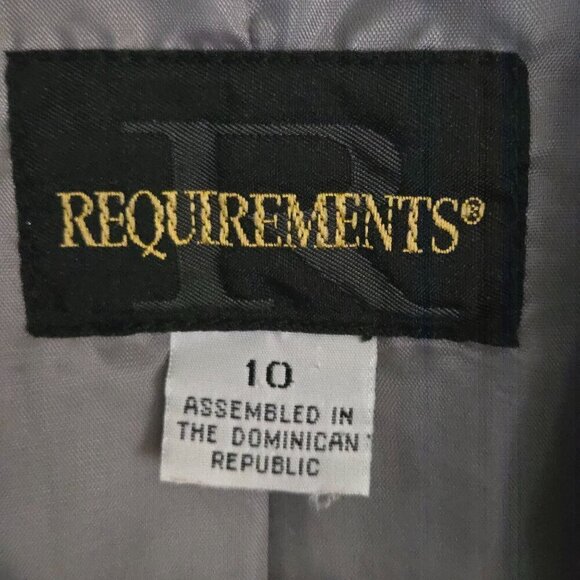 R
REQUIREMENTS®
10
ASSEMBLED IN
THE DOMINICAN
REPUBLIC